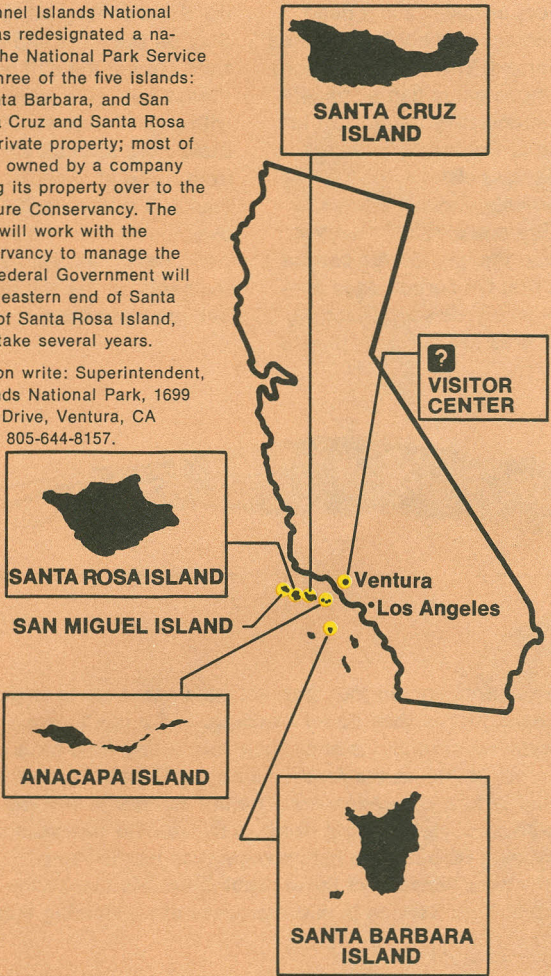 nnel Islands National
as redesignated a na-
he National Park Service
hree of the five islands:
ta Barbara, and San
Cruz and Santa Rosa
rivate property; most of
owned by a company
g its property over to the
ure Conservancy. The
will work with the
rvancy to manage the
ederal Government will
eastern end of Santa
of Santa Rosa Island,
take several years.
on write: Superintendent,
nds National Park, 1699
Drive, Ventura, CA
805-644-8157.
SANTA CRUZ
ISLAND
?
VISITOR
CENTER
SANTA ROSA ISLAND
Ventura
Los Angeles
SAN MIGUEL ISLAND
ANACAPA ISLAND
SANTA BARBARA
ISLAND